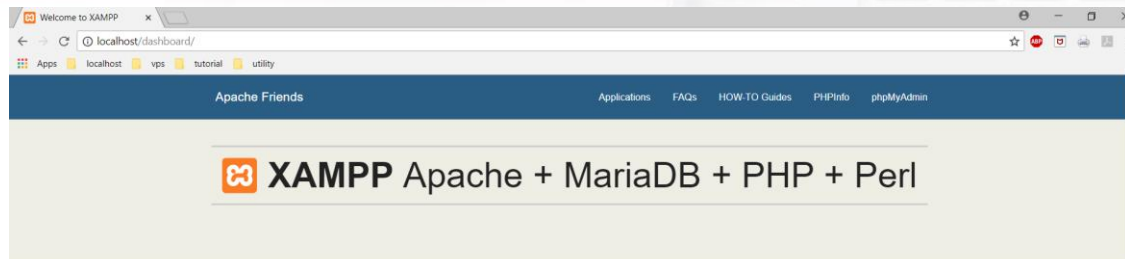 Welcome to XAMPP
localhost/dashboard/
Apps localhost vps tutorial utility
Apache Friends Applications FAQs HOW-TO Guides PHPInfo phpMyAdmin
XAMPP Apache + MariaDB + PHP + Perl